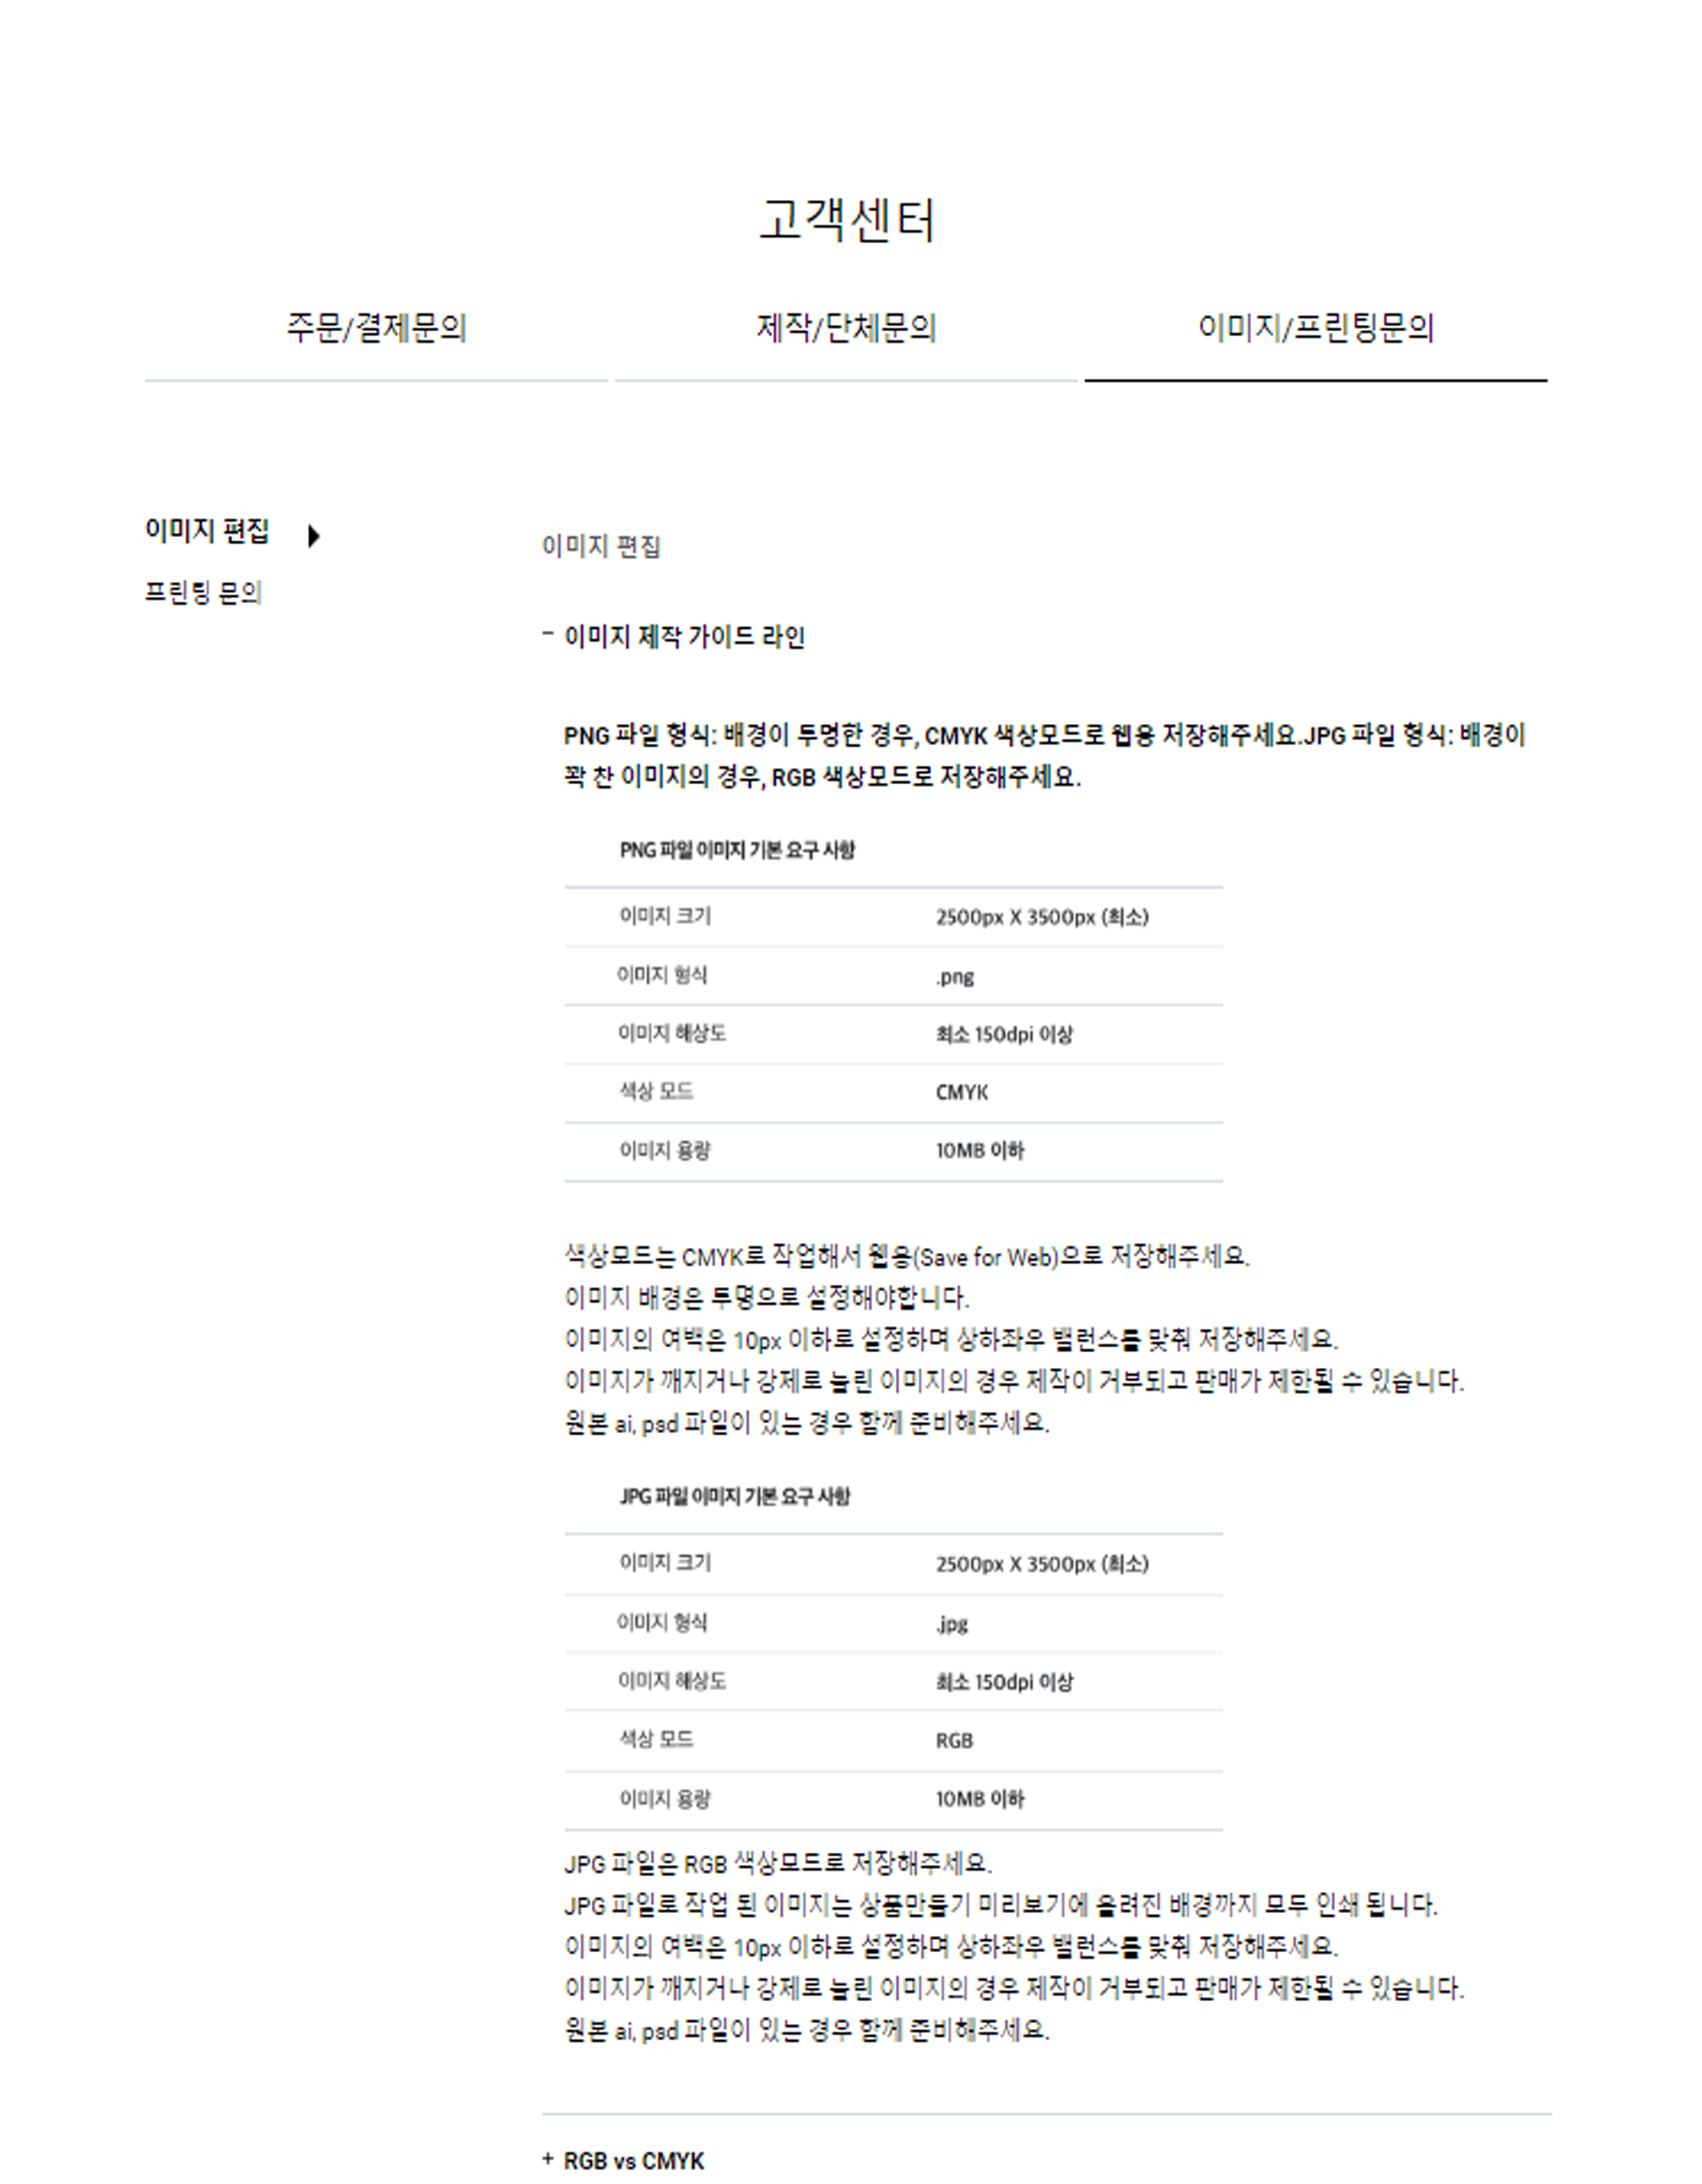 고객센터
주문/결제문의 제작/단체문의 이미지/프린팅문의
이미지 편집
프린팅 문의
이미지 편집
– 이미지 제작 가이드 라인
PNG 파일 형식: 배경이 투명한 경우, CMYK 색상모드로 웹용 저장해주세요.JPG 파일 형식: 배경이
꽉 찬 이미지의 경우, RGB 색상모드로 저장해주세요.
PNG 파일 이미지 기본 요구 사항
이미지 크기 2500px X 3500px (최소)
이미지 형식 .png
이미지 해상도 최소 150dpi 이상
색상 모드 CMYK
이미지 용량 10MB 이하
색상모드는 CMYK로 작업해서 웹용(Save for Web)으로 저장해주세요.
이미지 배경은 투명으로 설정해야합니다.
이미지의 여백은 10px 이하로 설정하며 상하좌우 밸런스를 맞춰 저장해주세요.
이미지가 깨지거나 강제로 늘린 이미지의 경우 제작이 거부되고 판매가 제한될 수 있습니다.
원본 ai, psd 파일이 있는 경우 함께 준비해주세요.
JPG 파일 이미지 기본 요구 사항
이미지 크기 2500px X 3500px (최소)
이미지 형식 .jpg
이미지 해상도 최소 150dpi 이상
색상 모드 RGB
이미지 용량 10MB 이하
JPG 파일은 RGB 색상모드로 저장해주세요.
JPG 파일로 작업 된 이미지는 상품만들기 미리보기에 올려진 배경까지 모두 인쇄 됩니다.
이미지의 여백은 10px 이하로 설정하며 상하좌우 밸런스를 맞춰 저장해주세요.
이미지가 깨지거나 강제로 늘린 이미지의 경우 제작이 거부되고 판매가 제한될 수 있습니다.
원본 ai, psd 파일이 있는 경우 함께 준비해주세요.
+ RGB vs CMYK